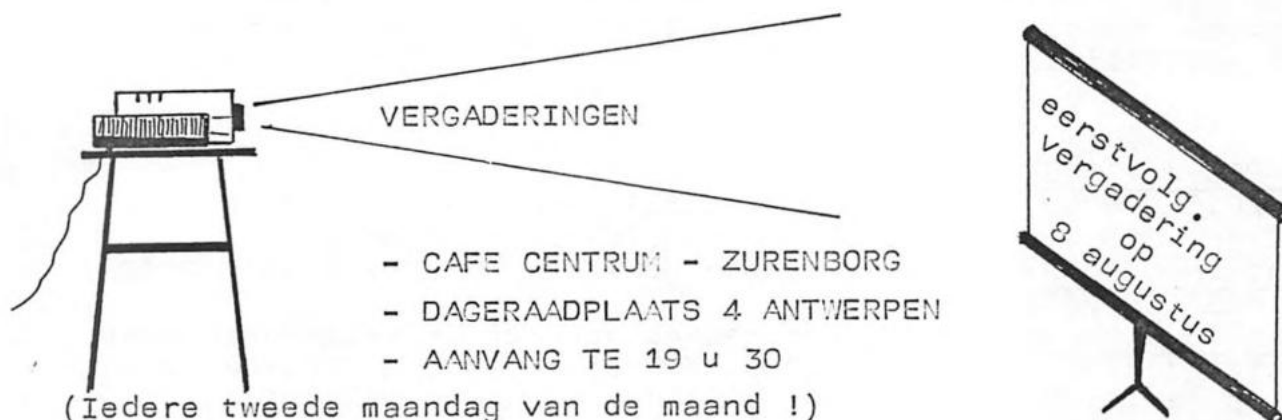 VERGADERINGEN
- CAFE CENTRUM - ZURENBORG
- DAGERAADPLAATS 4 ANTWERPEN
- AANVANG TE 19 u 30
(Iedere tweede maandag van de maand !)
eerstvolg.
vergadering
op
8 augustus